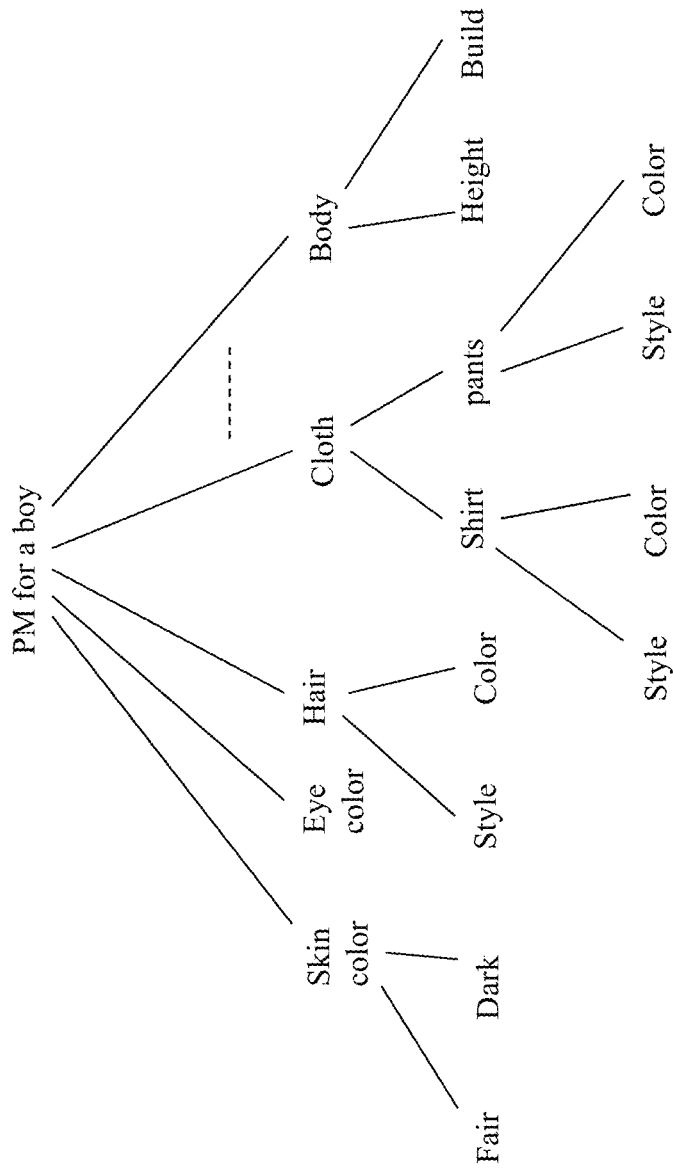 PM for a boy
Skin
color
Eye
color
Hair
Cloth
Body
Fair
Dark
Style
Color
Shirt
pants
Height
Build
Style
Color
Style
Color